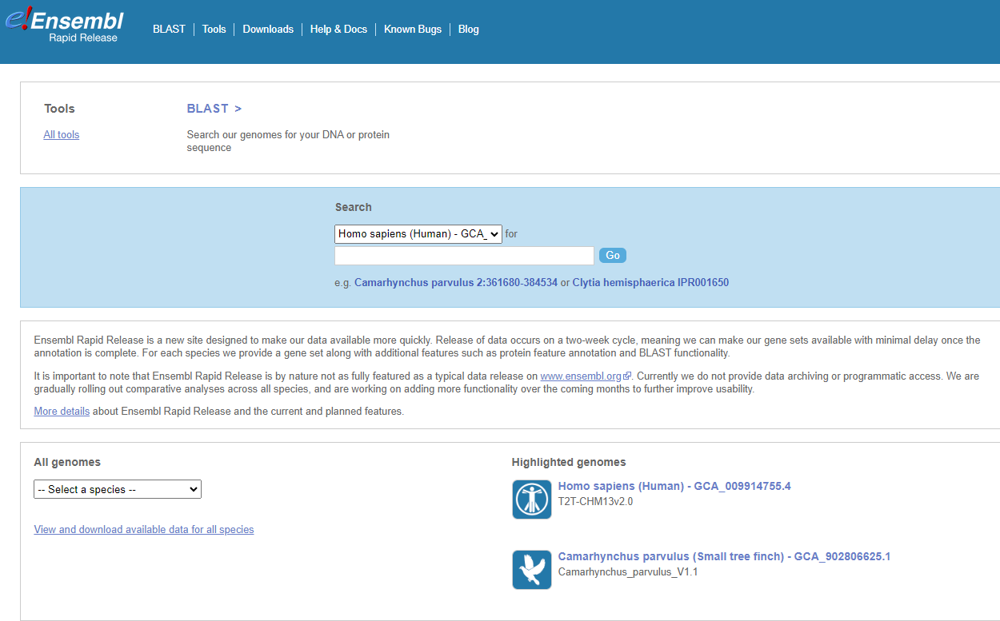 e!Ensembl
Rapid Release
BLAST | Tools | Downloads | Help & Docs | Known Bugs | Blog
Tools
All tools
BLAST >
Search our genomes for your DNA or protein
sequence
Search
Homo sapiens (Human) - GCA_ for
Go
e.g. Camarhynchus parvulus 2:361680-384534 or Clytia hemisphaerica IPR001650
Ensembl Rapid Release is a new site designed to make our data available more quickly. Release of data occurs on a two-week cycle, meaning we can make our gene sets available with minimal delay once the
annotation is complete. For each species we provide a gene set along with additional features such as protein feature annotation and BLAST functionality.
It is important to note that Ensembl Rapid Release is by nature not as fully featured as a typical data release on www.ensembl.org. Currently we do not provide data archiving or programmatic access. We are
gradually rolling out comparative analyses across all species, and are working on adding more functionality over the coming months to further improve usability.
More details about Ensembl Rapid Release and the current and planned features.
All genomes
-- Select a species --
View and download available data for all species
Highlighted genomes
Homo sapiens (Human) - GCA_009914755.4
T2T-CHM13v2.0
Camarhynchus parvulus (Small tree finch) - GCA_902806625.1
Camarhynchus_parvulus_V1.1